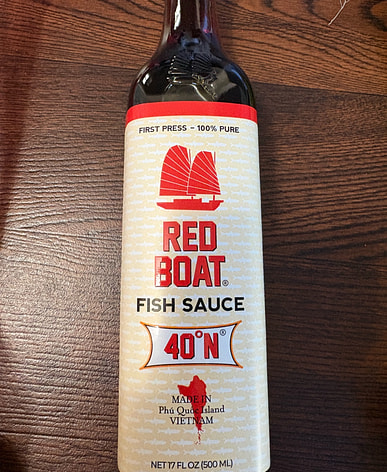 FIRST PRESS – 100% PURE
RED
BOAT®
FISH SAUCE
40°N®
MADE IN
Phú Quốc Island
VIETNAM
NET 17 FL OZ (500 ML)